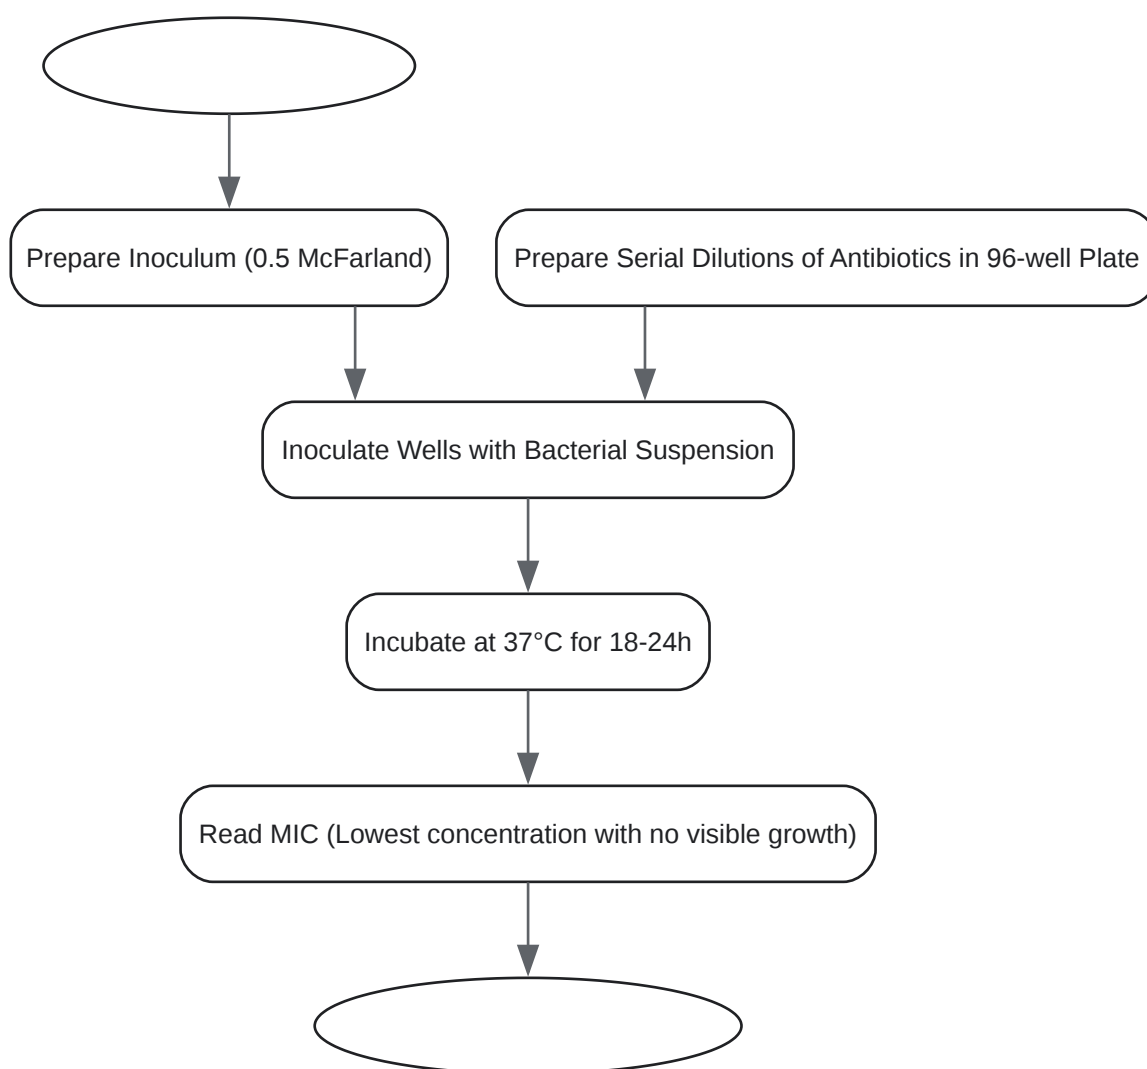 Prepare Inoculum (0.5 McFarland)
Prepare Serial Dilutions of Antibiotics in 96-well Plate
Inoculate Wells with Bacterial Suspension
Incubate at 37°C for 18-24h
Read MIC (Lowest concentration with no visible growth)